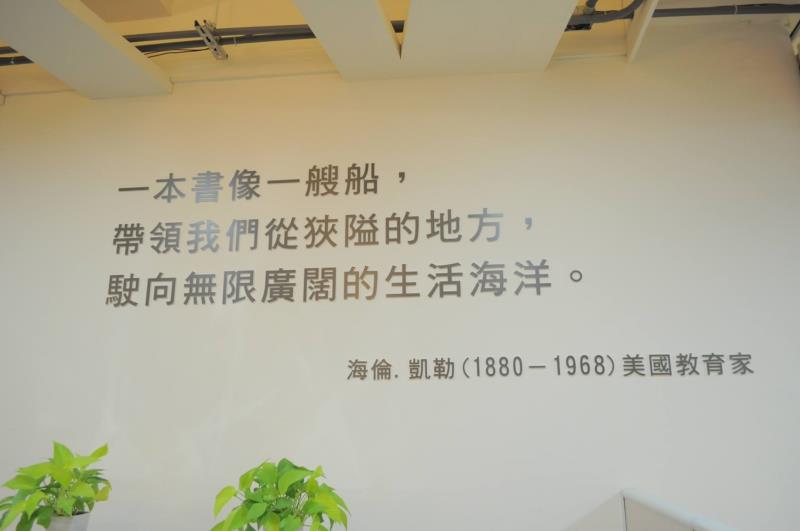 一本書像一艘船，
帶領我們從狹隘的地方，
駛向無限廣闊的生活海洋。
海倫.凱勒(1880－1968)美國教育家